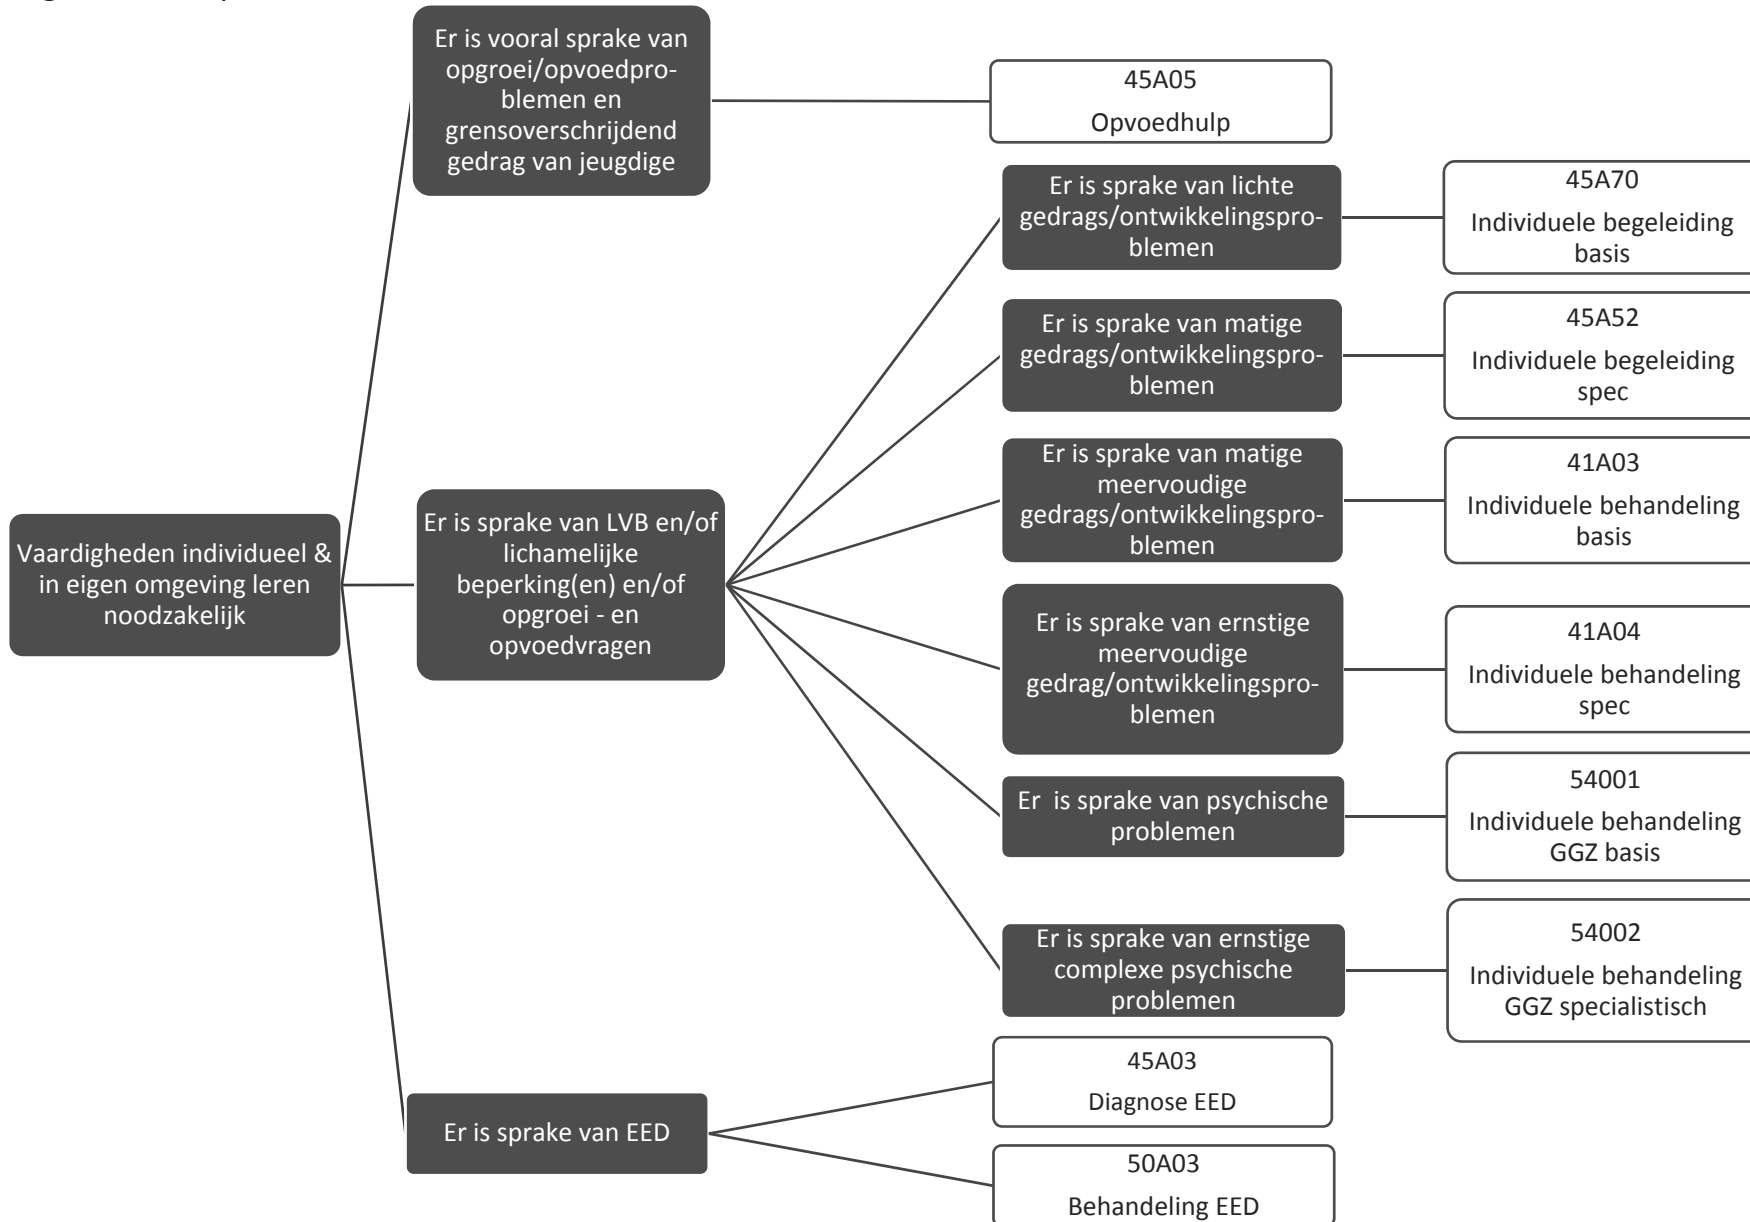 Er is vooral sprake van
opgroei/opvoedpro-
blemen en
grensoverschrijdend
gedrag van jeugdige
45A05
Opvoedhulp
Er is sprake van lichte
gedrags/ontwikkelingspro-
blemen
45A70
Individuele begeleiding
basis
Er is sprake van matige
gedrags/ontwikkelingspro-
blemen
45A52
Individuele begeleiding
spec
Er is sprake van matige
meervoudige
gedrags/ontwikkelingspro-
blemen
41A03
Individuele behandeling
basis
Vaardigheden individueel &
in eigen omgeving leren
noodzakelijk
Er is sprake van LVB en/of
lichamelijke
beperking(en) en/of
opgroei - en
opvoedvragen
Er is sprake van ernstige
meervoudige
gedrag/ontwikkelingspro-
blemen
41A04
Individuele behandeling
spec
Er  is sprake van psychische
problemen
54001
Individuele behandeling
GGZ basis
Er is sprake van ernstige
complexe psychische
problemen
54002
Individuele behandeling
GGZ specialistisch
Er is sprake van EED
45A03
Diagnose EED
50A03
Behandeling EED